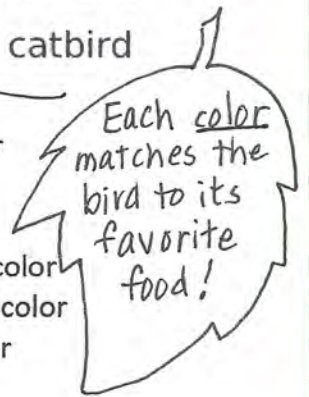 catbird
Each color
matches the
bird to its
favorite
food!
color
color